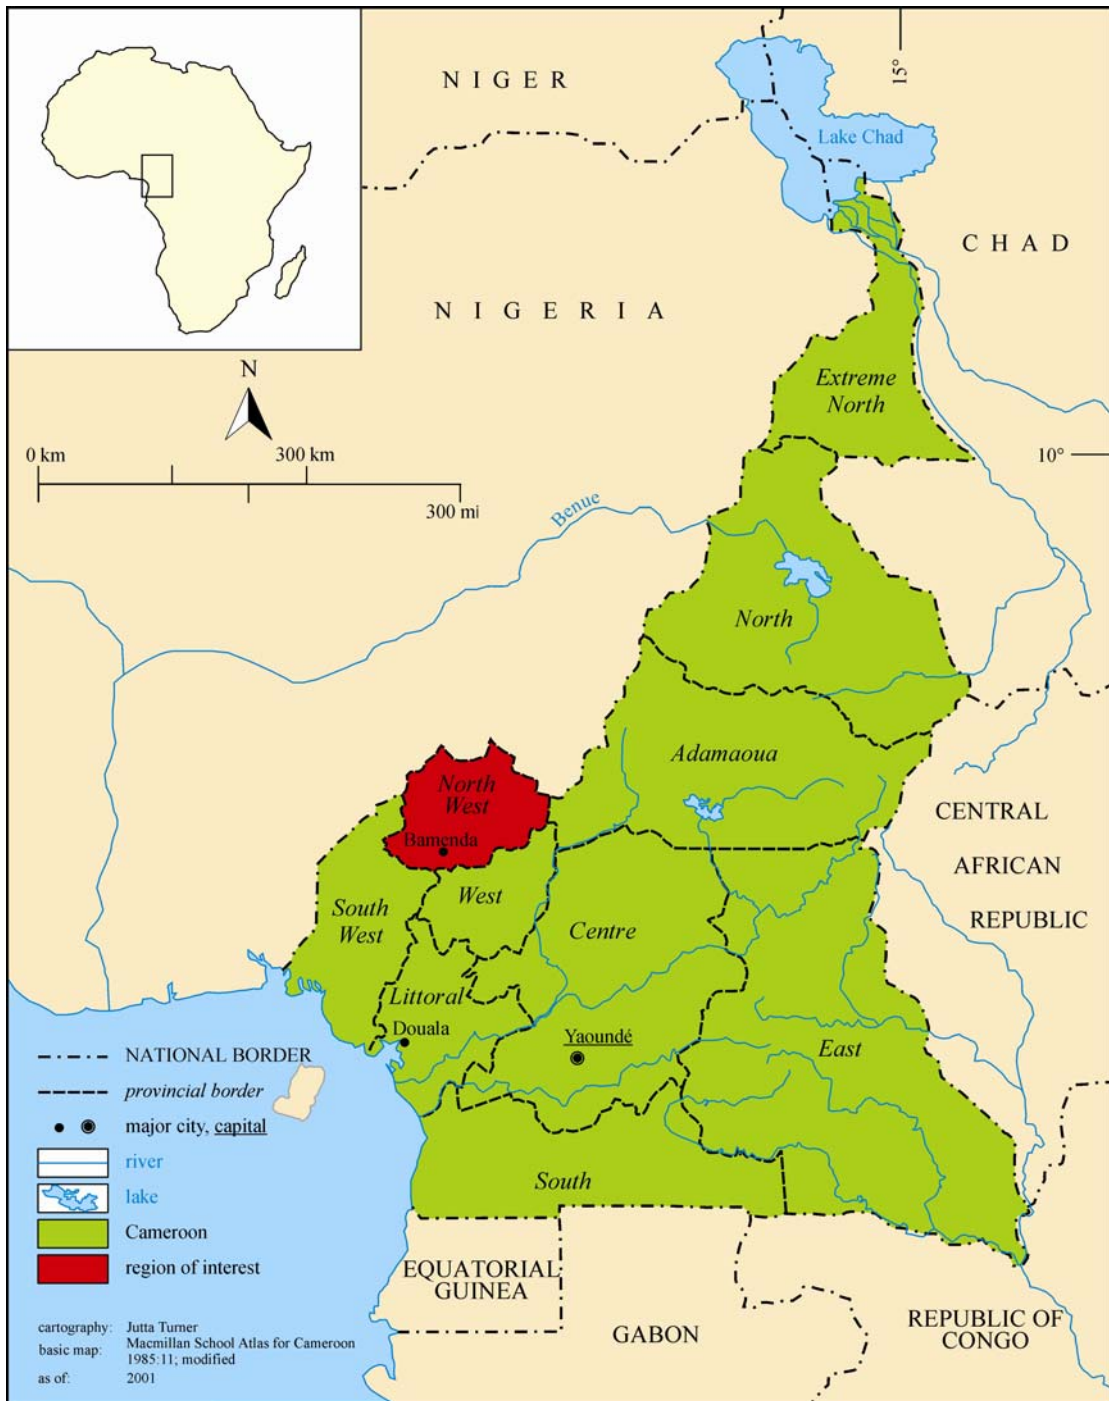 NIGER
15°
Lake Chad
CHAD
NIGERIA
N
Extreme
North
0 km
300 km
10°
300 mi
Benue
North
Adamaoua
North
West
Bamenda
CENTRAL
AFRICAN
REPUBLIC
West
South
West
Centre
Littoral
Douala
Yaoundé
East
South
NATIONAL BORDER
provincial border
major city, capital
river
lake
Cameroon
region of interest
EQUATORIAL
GUINEA
GABON
REPUBLIC OF
CONGO
cartography: Jutta Turner
basic map: Macmillan School Atlas for Cameroon
1985:11; modified
as of: 2001